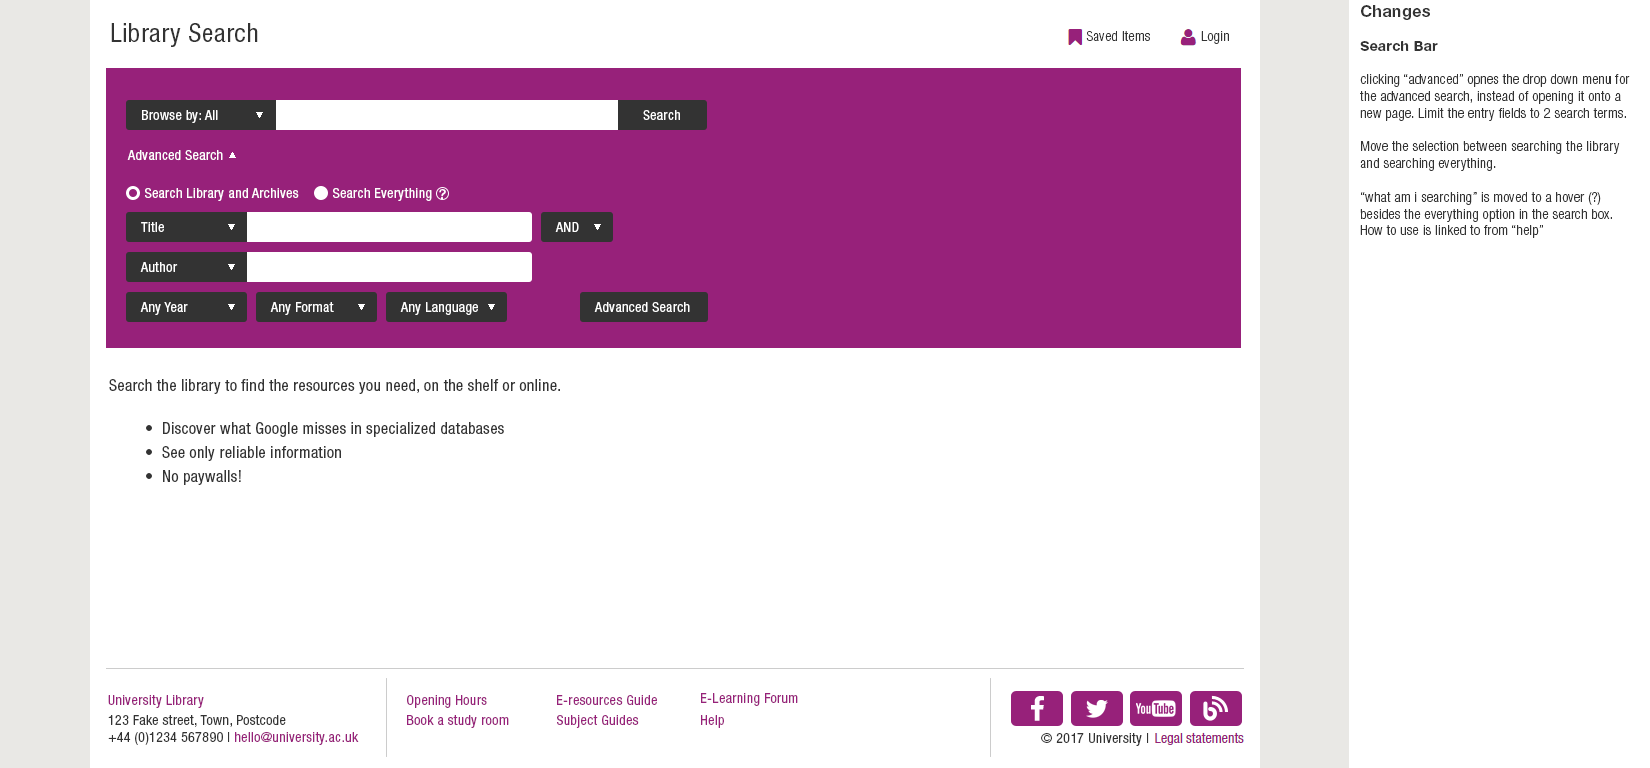 Library Search
Saved Items
Login
Browse by: All
Search
Advanced Search
Search Library and Archives
Search Everything
Title
AND
Author
Any Year
Any Format
Any Language
Advanced Search
Search the library to find the resources you need, on the shelf or online.
• Discover what Google misses in specialized databases
• See only reliable information
• No paywalls!
University Library
123 Fake street, Town, Postcode
+44 (0)1234 567890 | hello@university.ac.uk
Opening Hours
Book a study room
E-resources Guide
Subject Guides
E-Learning Forum
Help
YouTube
© 2017 University | Legal statements
Changes
Search Bar
clicking “advanced” opnes the drop down menu for
the advanced search, instead of opening it onto a
new page. Limit the entry fields to 2 search terms.
Move the selection between searching the library
and searching everything.
“what am i searching” is moved to a hover (?)
besides the everything option in the search box.
How to use is linked to from “help”